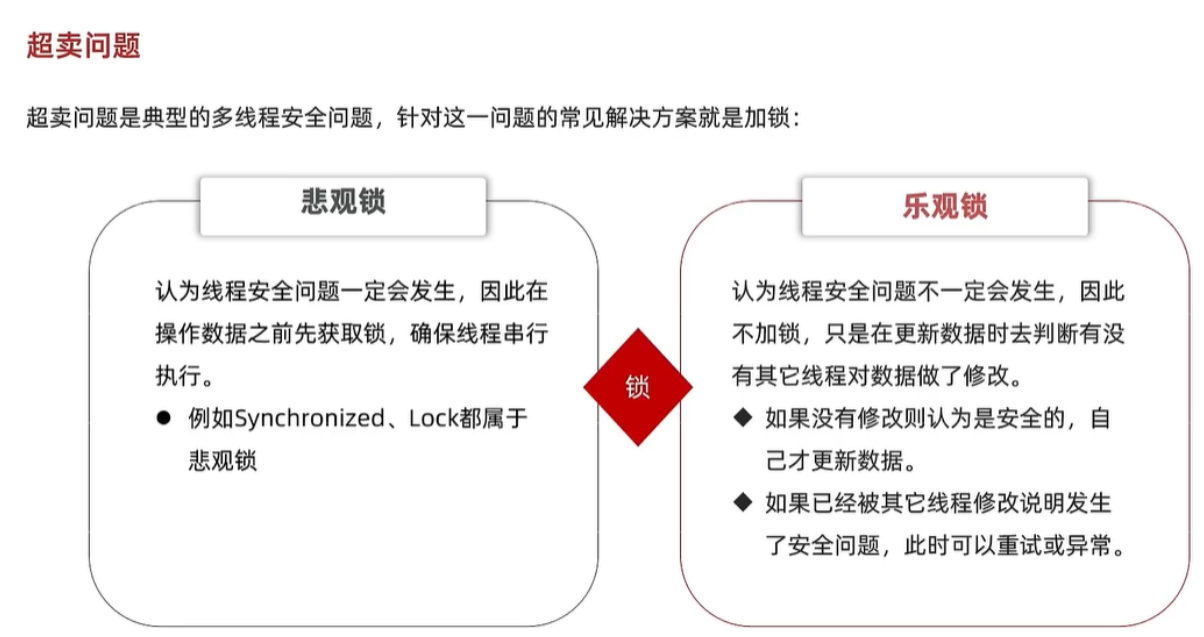 超卖问题
超卖问题是典型的多线程安全问题，针对这一问题的常见解决方案就是加锁：
悲观锁
认为线程安全问题一定会发生，因此在
操作数据之前先获取锁，确保线程串行
执行。
● 例如Synchronized、Lock都属于
悲观锁
锁
乐观锁
认为线程安全问题不一定会发生，因此
不加锁，只是在更新数据时去判断有没
有其它线程对数据做了修改。
◆ 如果没有修改则认为是安全的，自
己才更新数据。
◆ 如果已经被其它线程修改说明发生
了安全问题，此时可以重试或异常。